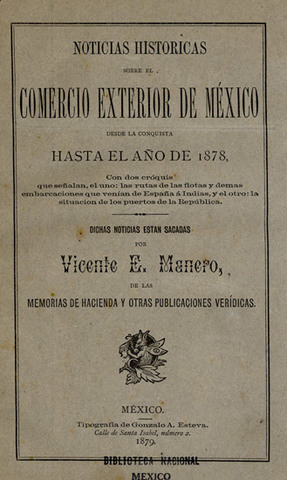 NOTICIAS HISTORICAS
SOBRE EL
COMERCIO EXTERIOR DE MÉXICO
DESDE LA CONQUISTA
HASTA EL AÑO DE 1878,
Con dos cróquis
que señalan, el uno: las rutas de las flotas y demas
embarcaciones que venían de España á Indias, y el otro: la
situacion de los puertos de la República.
DICHAS NOTICIAS ESTAN SACADAS
POR
Vicente E. Manero,
DE LAS
MEMORIAS DE HACIENDA Y OTRAS PUBLICACIONES VERÍDICAS.
MÉXICO.
Tipografía de Gonzalo A. Esteva.
Calle de Santa Isabel, número 2.
1879.
BIBLIOTECA NACIONAL
MEXICO